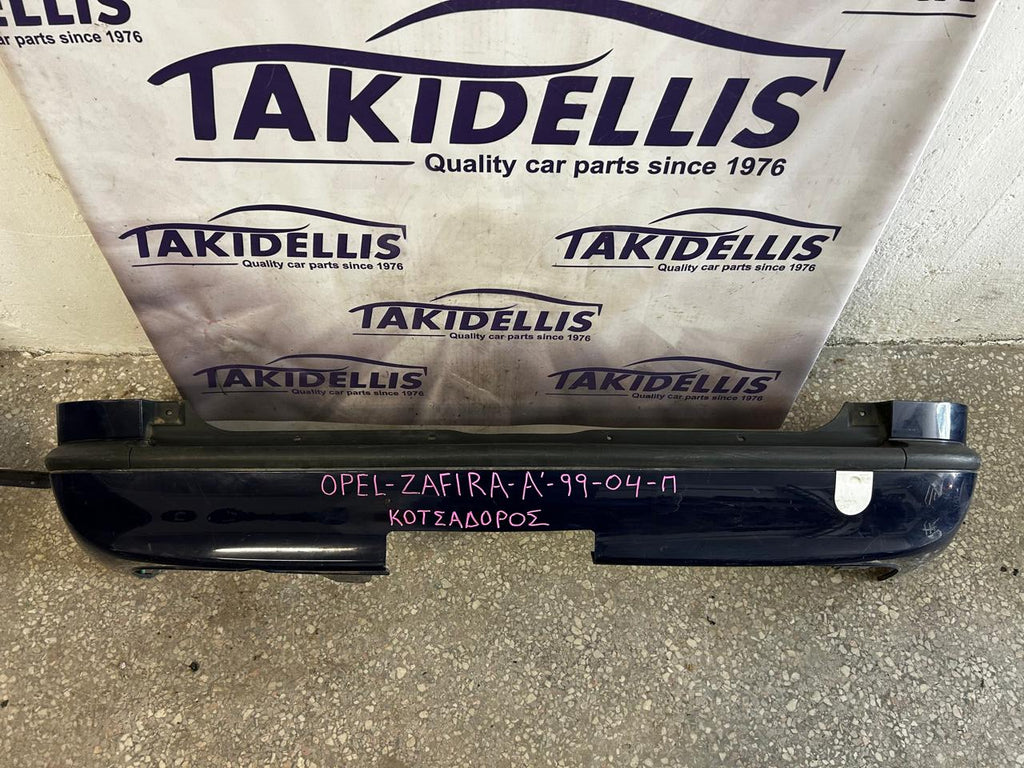 ELLIS
ar parts since 1976
TAKIDELLIS
Quality car parts since 1976
TAKIDELLIS
Quality car parts since 1976
TAKIDELLIS
Quality car parts since 1976
TAKIDELLIS
Quality car parts since 1976
TAKIDELLIS
Quality car parts since 1976
TAKIDELLIS
Quality car parts since 1976
OPEL-ZAFIRA-A'-99-04-Π
ΚΟΤΣΑΔΟΡΟΣ